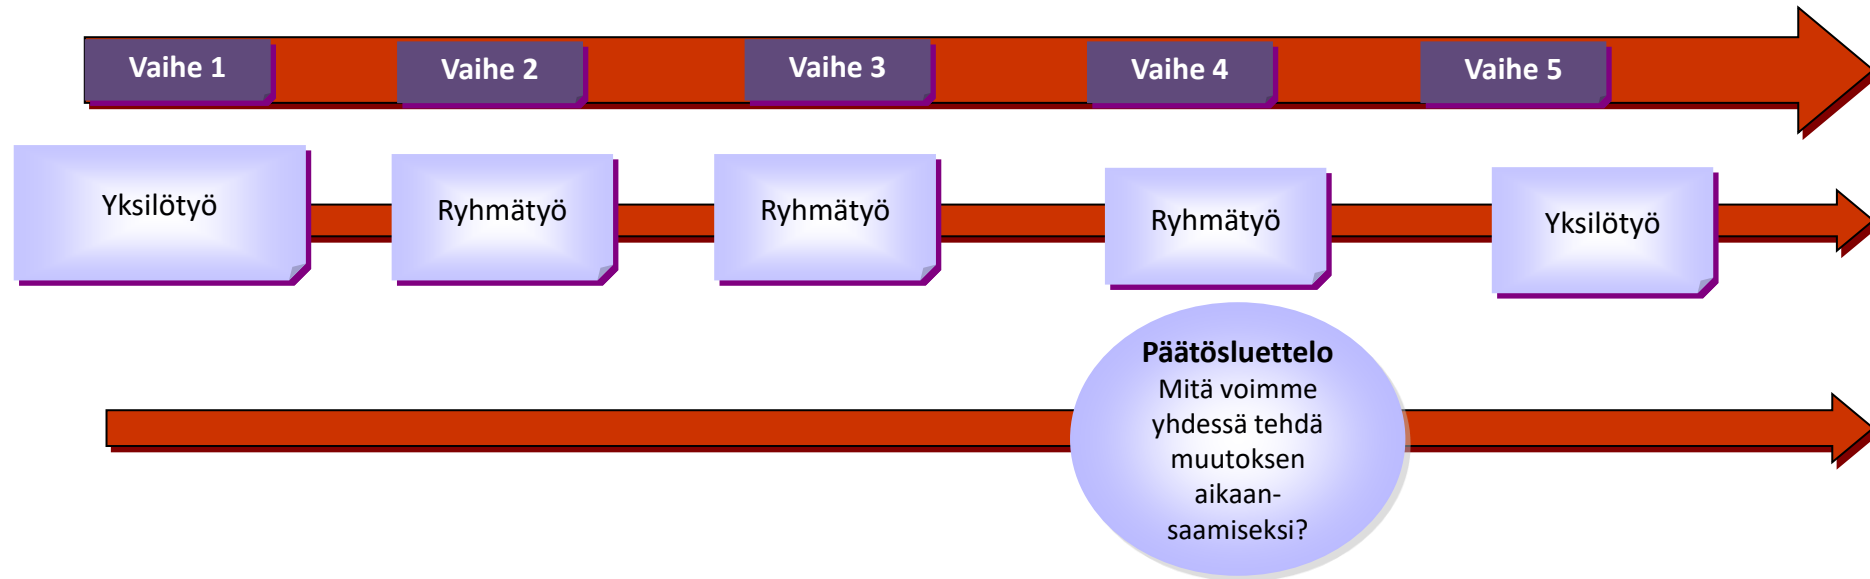 Vaihe 1
Vaihe 2
Vaihe 3
Vaihe 4
Vaihe 5
Yksilötyö
Ryhmätyö
Ryhmätyö
Ryhmätyö
Yksilötyö
Päätösluettelo
Mitä voimme
yhdessä tehdä
muutoksen
aikaan-
saamiseksi?